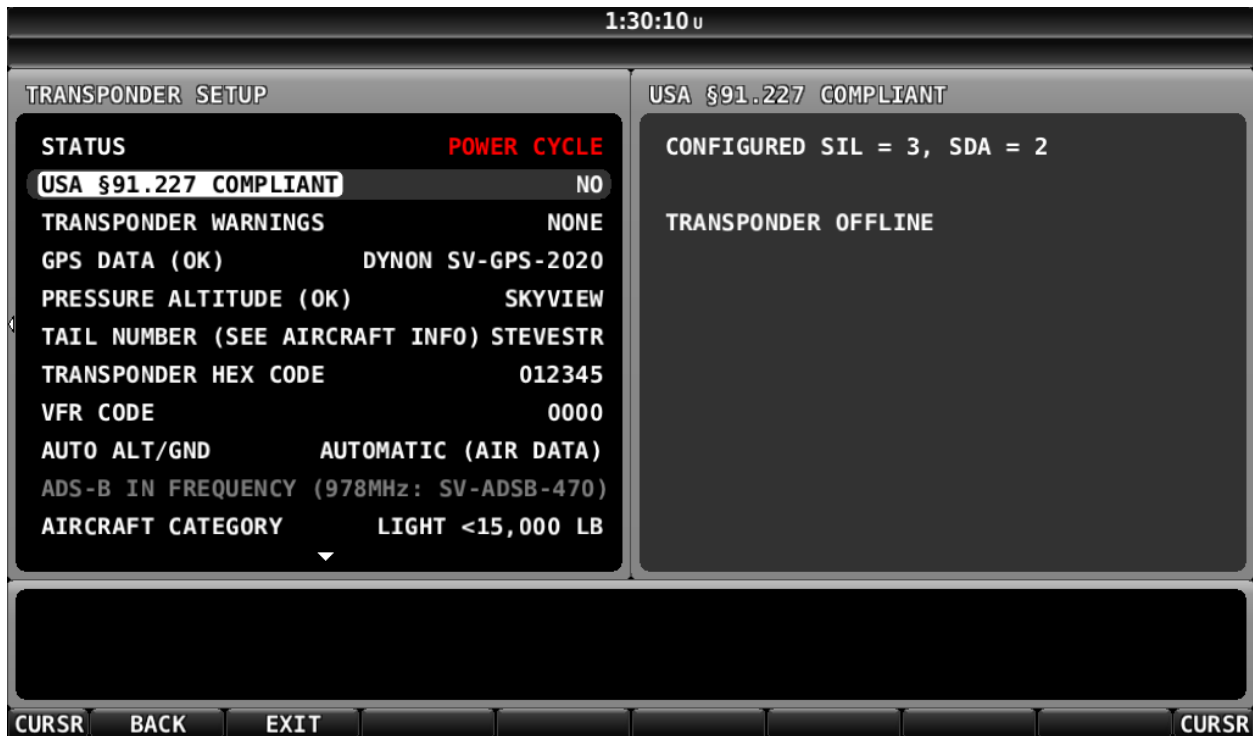 1:30:10 U
TRANSPONDER SETUP
STATUS POWER CYCLE
USA §91.227 COMPLIANT NO
TRANSPONDER WARNINGS NONE
GPS DATA (OK) DYNON SV-GPS-2020
PRESSURE ALTITUDE (OK) SKYVIEW
TAIL NUMBER (SEE AIRCRAFT INFO) STEVESTR
TRANSPONDER HEX CODE 012345
VFR CODE 0000
AUTO ALT/GND AUTOMATIC (AIR DATA)
ADS-B IN FREQUENCY (978MHz: SV-ADSB-470)
AIRCRAFT CATEGORY LIGHT <15,000 LB
USA §91.227 COMPLIANT
CONFIGURED SIL = 3, SDA = 2
TRANSPONDER OFFLINE
CURSR BACK EXIT CURSR